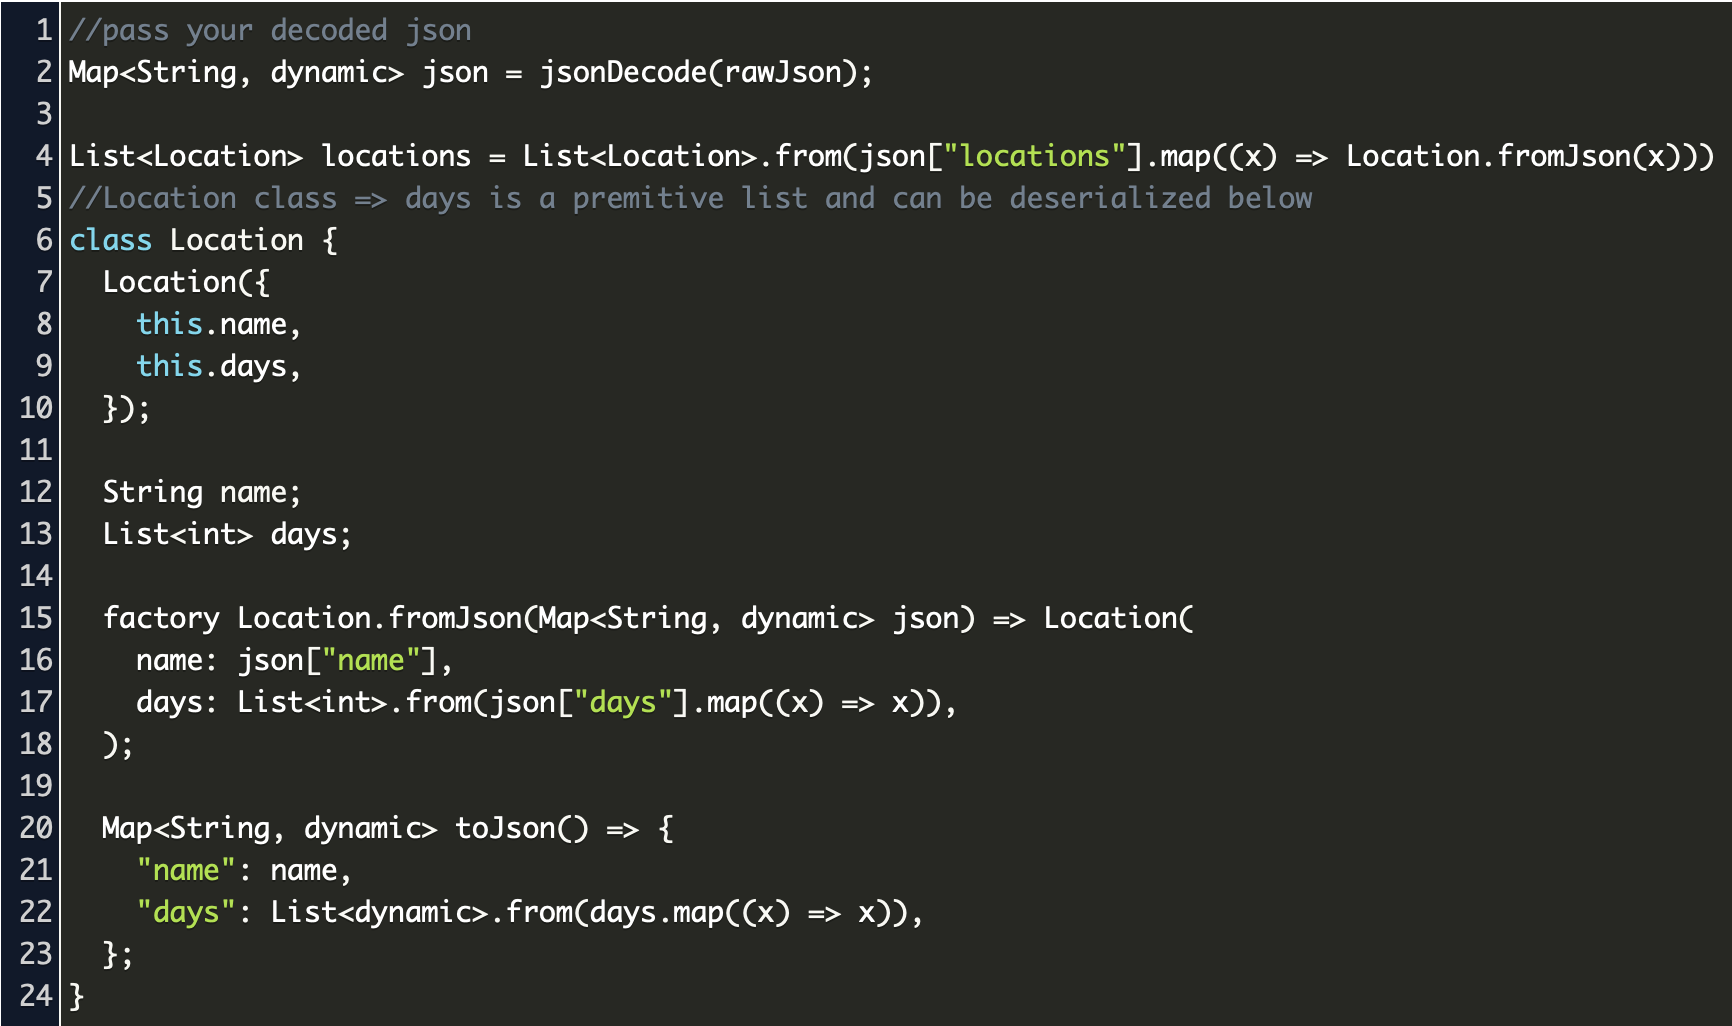 1 //pass your decoded json
2 Map<String, dynamic> json = jsonDecode(rawJson);
3
4 List<Location> locations = List<Location>.from(json["locations"].map((x) => Location.fromJson(x)))
5 //Location class => days is a premitive list and can be deserialized below
6 class Location {
7   Location({
8     this.name,
9     this.days,
10   });
11
12   String name;
13   List<int> days;
14
15   factory Location.fromJson(Map<String, dynamic> json) => Location(
16     name: json["name"],
17     days: List<int>.from(json["days"].map((x) => x)),
18   );
19
20   Map<String, dynamic> toJson() => {
21     "name": name,
22     "days": List<dynamic>.from(days.map((x) => x)),
23   };
24 }